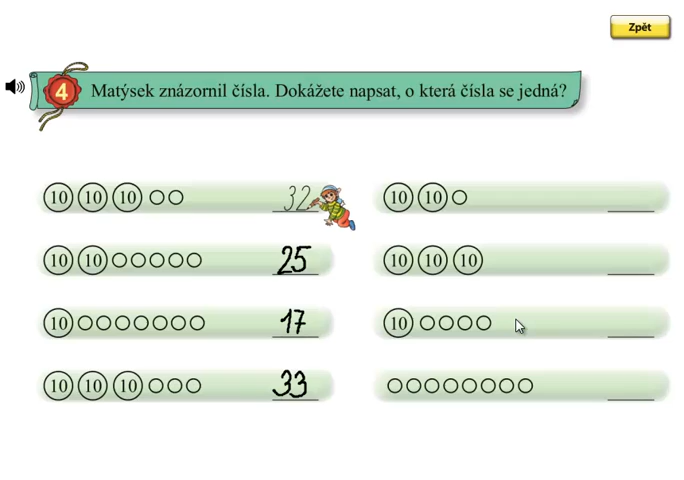 Zpět
4 Matýsek znázornil čísla. Dokážete napsat, o která čísla se jedná?
10 10 10 32
10 10
10 10 25
10 10 10
10 17
10
10 10 10 33